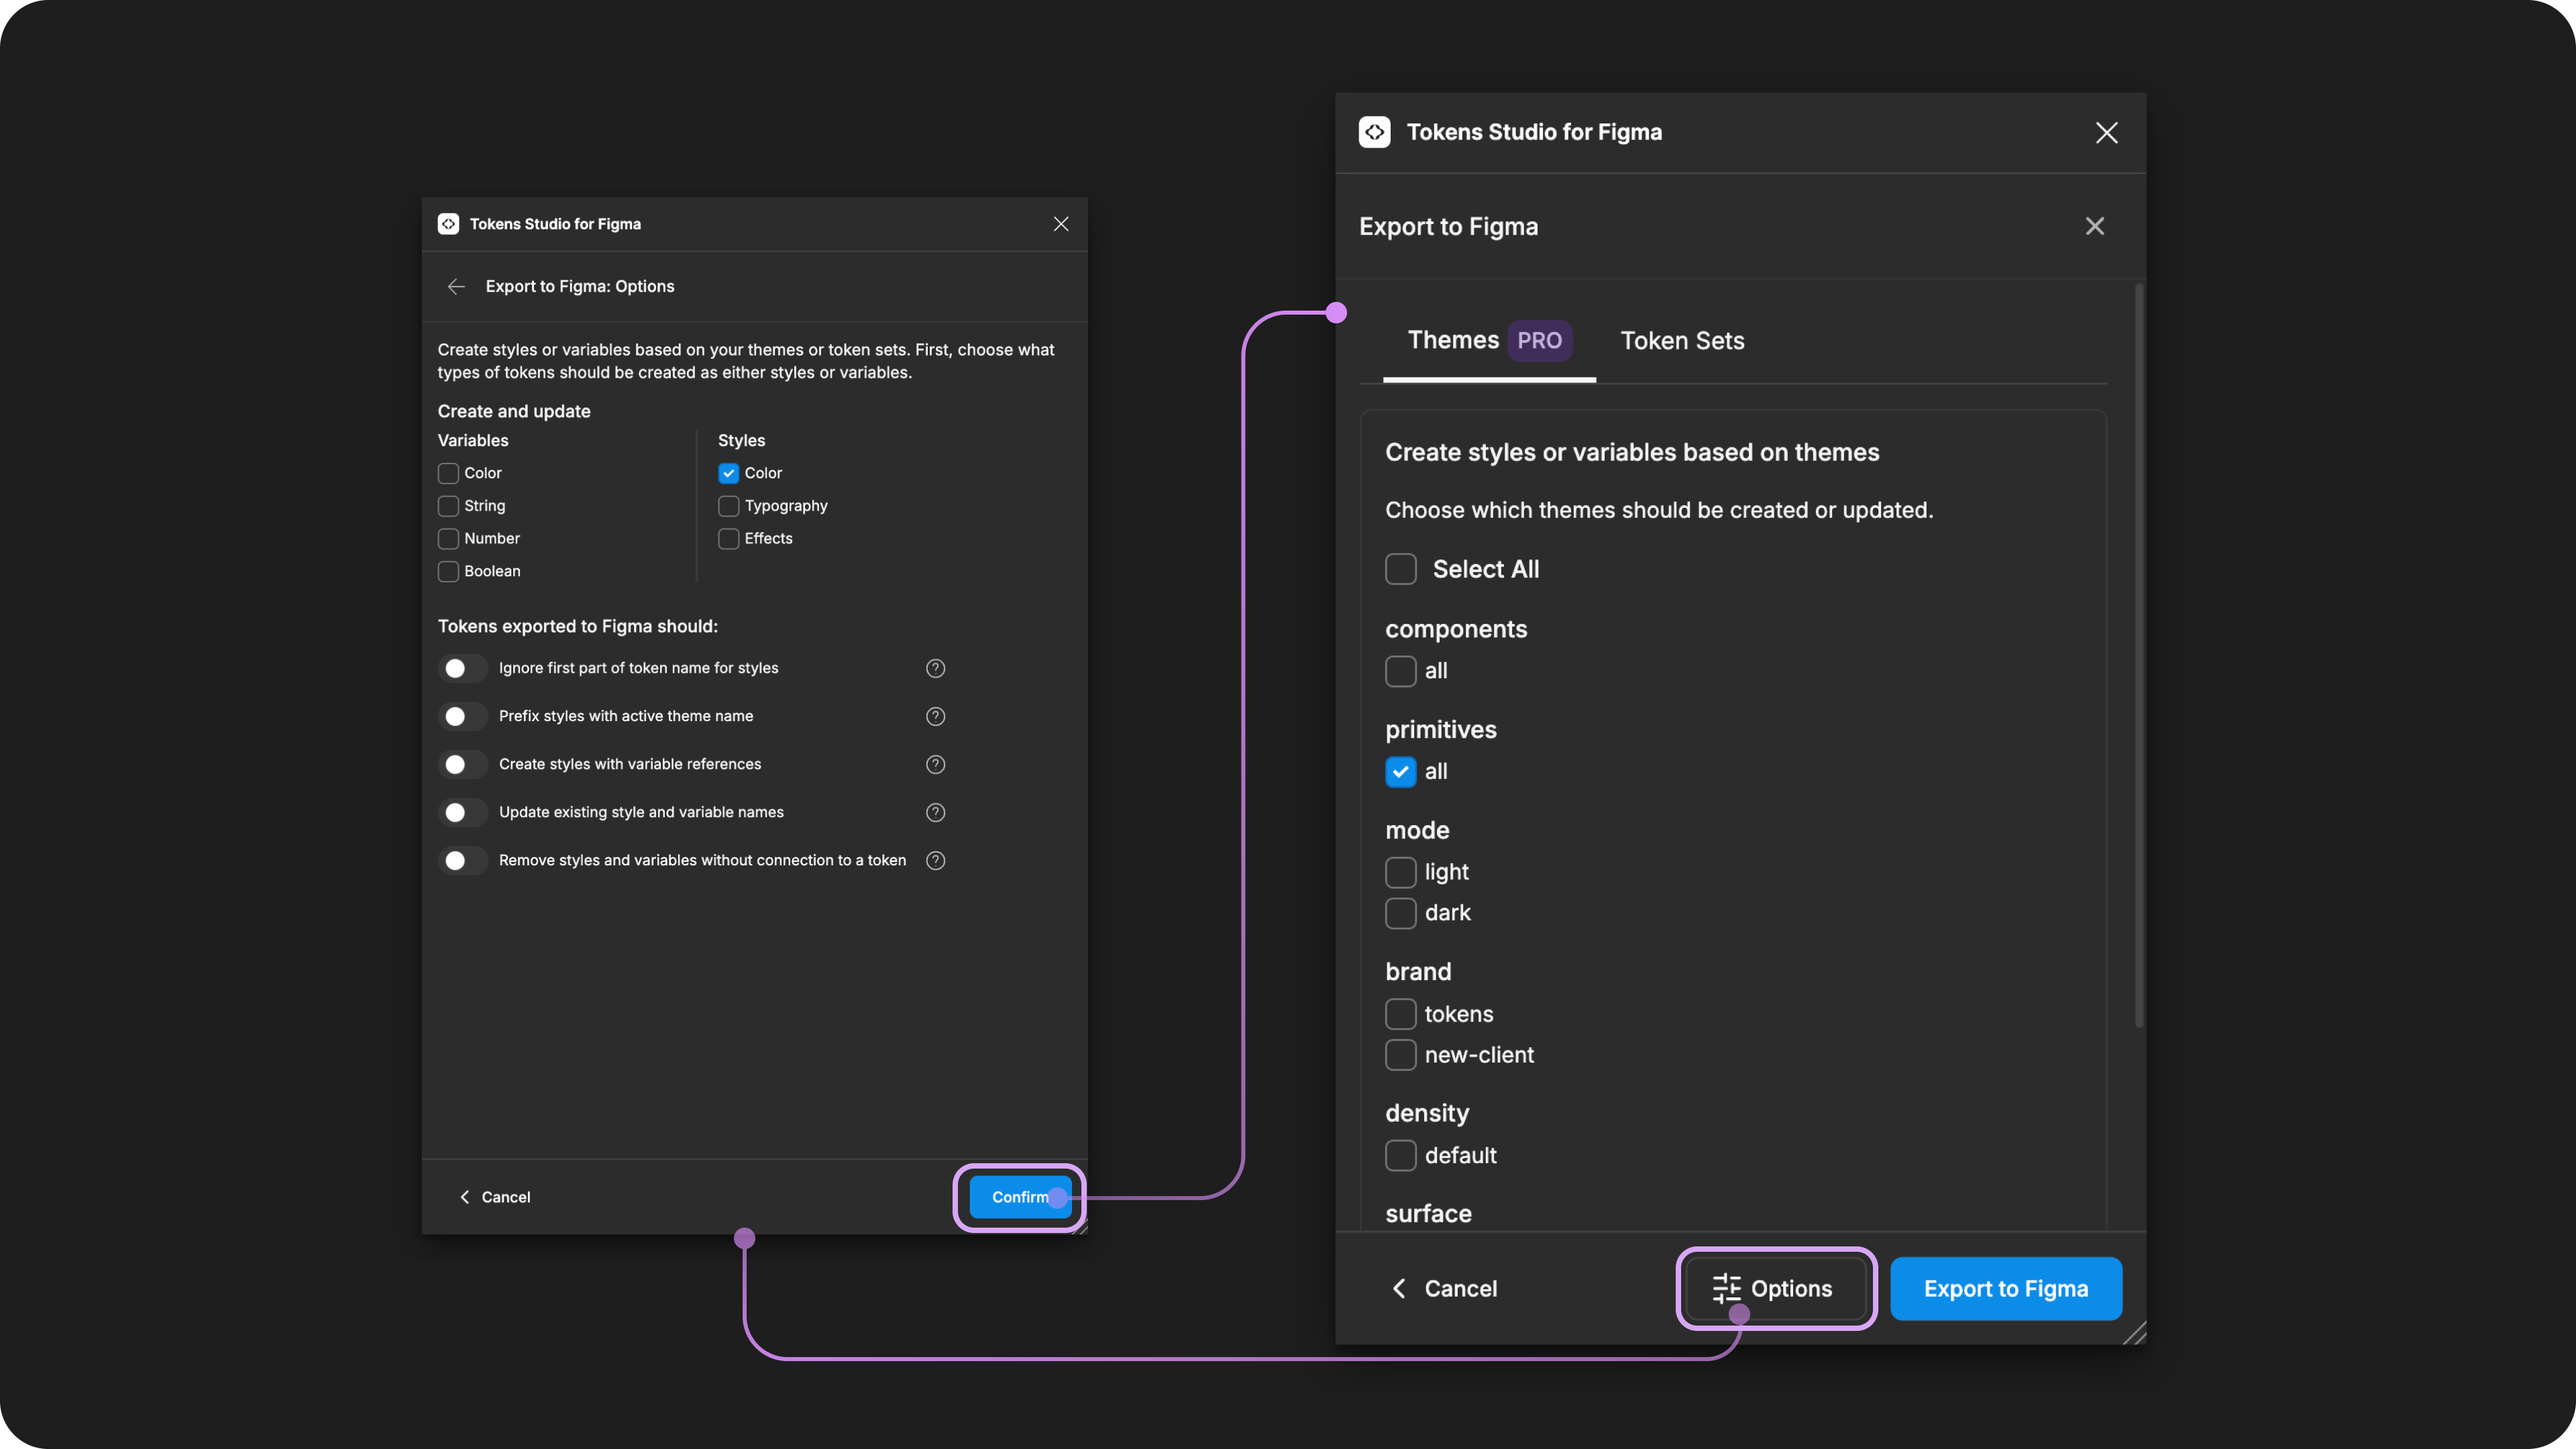 Tokens Studio for Figma
Export to Figma: Options
Create styles or variables based on your themes or token sets. First, choose what
types of tokens should be created as either styles or variables.
Create and update
Variables
Color
String
Number
Boolean
Styles
Color
Typography
Effects
Tokens exported to Figma should:
Ignore first part of token name for styles
Prefix styles with active theme name
Create styles with variable references
Update existing style and variable names
Remove styles and variables without connection to a token
Cancel
Confirm
Tokens Studio for Figma
Export to Figma
Themes PRO
Token Sets
Create styles or variables based on themes
Choose which themes should be created or updated.
Select All
components
all
primitives
all
mode
light
dark
brand
tokens
new-client
density
default
surface
Cancel
Options
Export to Figma